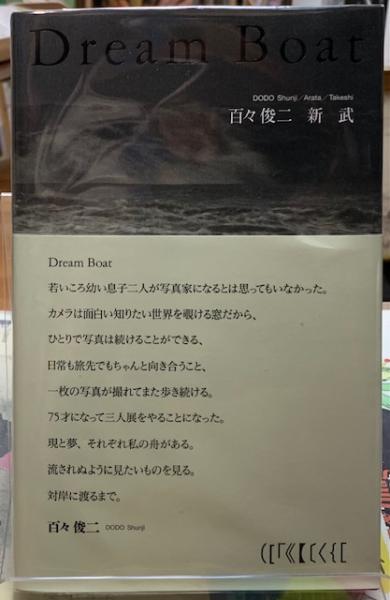 Dream Boat
DODO Shunji／Arata／Takeshi
百々俊二 新 武
Dream Boat
若いころ幼い息子二人が写真家になるとは思ってもいなかった。
カメラは面白い知りたい世界を覗ける窓だから、
ひとりで写真は続けることができる、
日常も旅先でもちゃんと向き合うこと、
一枚の写真が撮れてまた歩き続ける。
75才になって三人展をやることになった。
現と夢、それぞれ私の舟がある。
流されぬように見たいものを見る。
対岸に渡るまで。
百々俊二 DODO Shunji